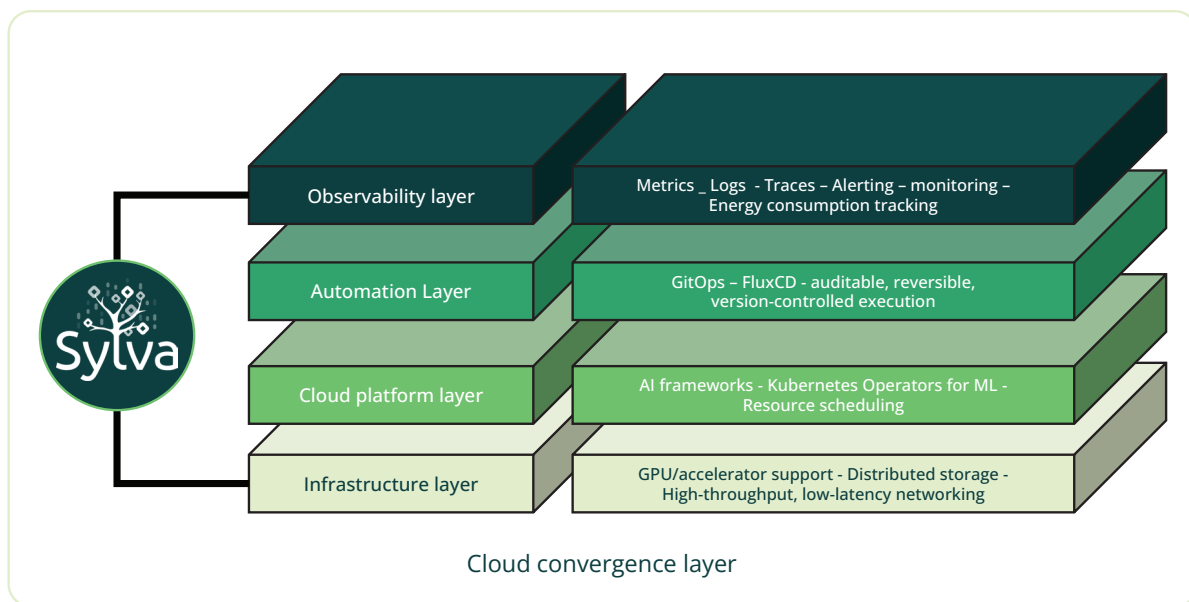 Observability layer
Metrics _ Logs  - Traces – Alerting – monitoring –
Energy consumption tracking
Automation Layer
GitOps – FluxCD - auditable, reversible,
version-controlled execution
Sylva
Cloud platform layer
AI frameworks - Kubernetes Operators for ML -
Resource scheduling
Infrastructure layer
GPU/accelerator support - Distributed storage -
High-throughput, low-latency networking
Cloud convergence layer